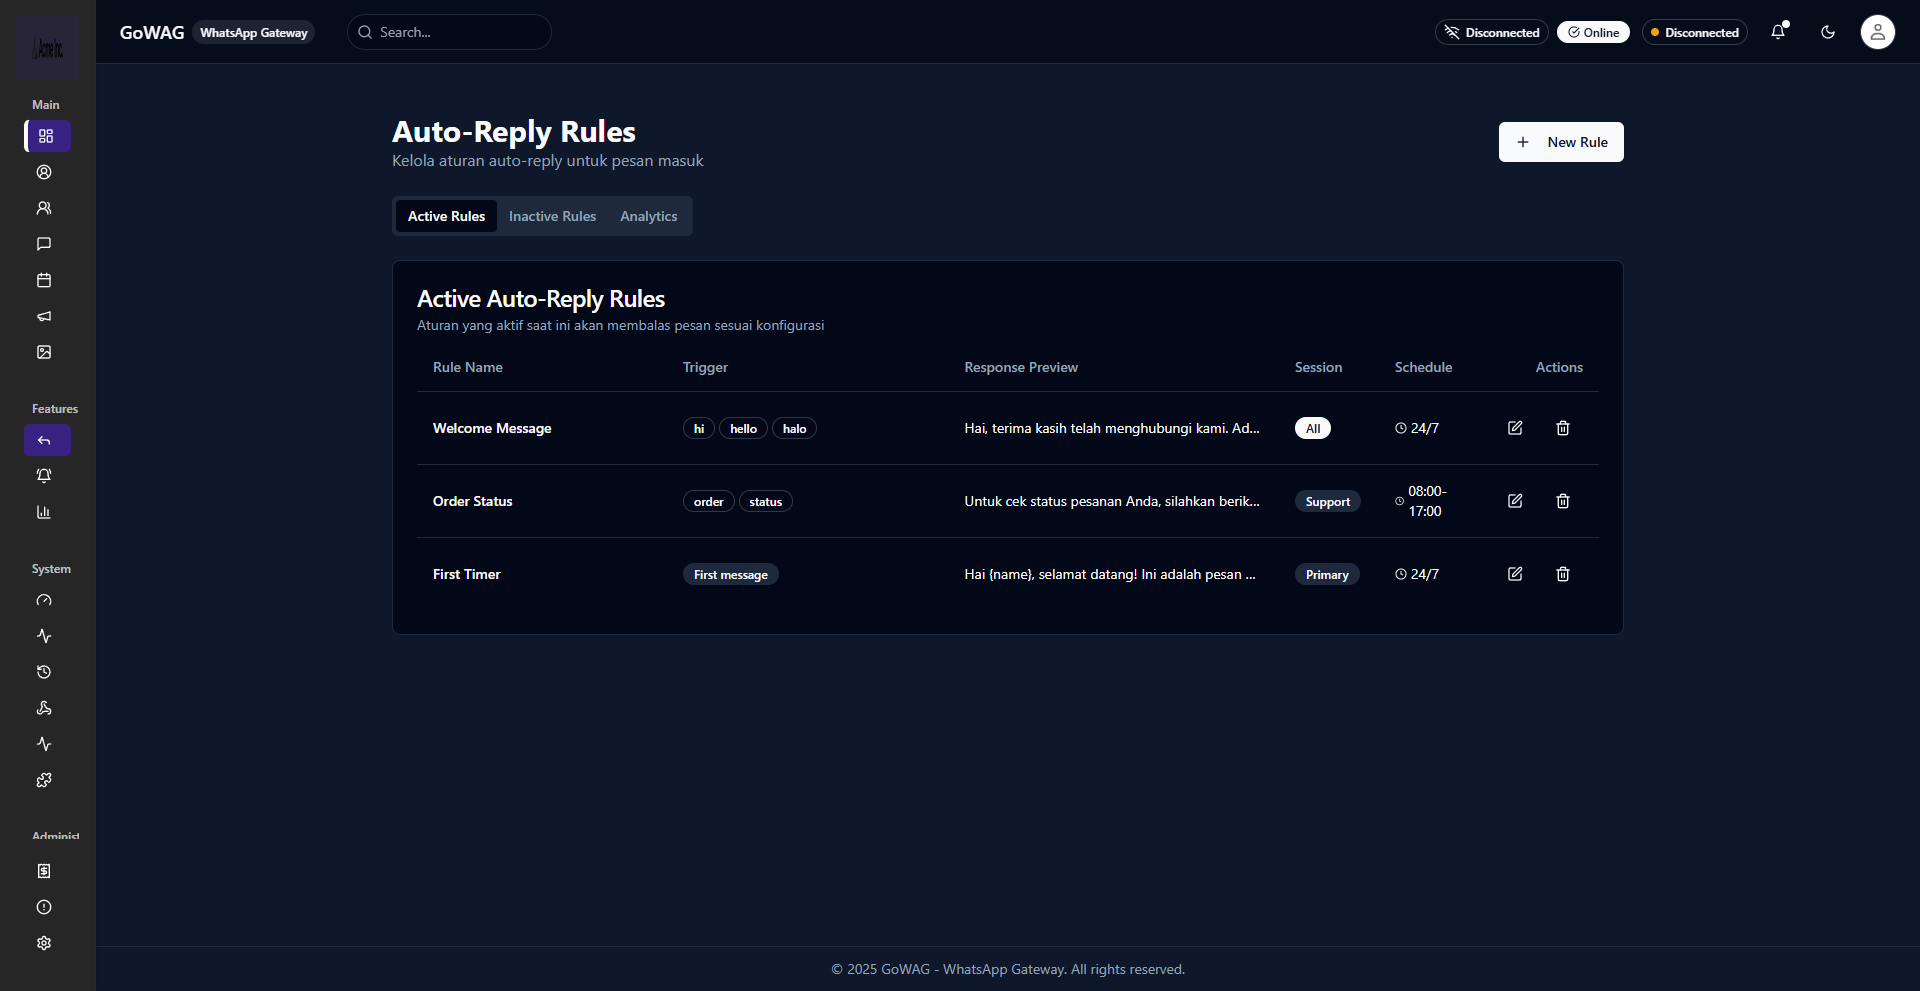 Acme Inc.
GoWAG WhatsApp Gateway
Search...
Disconnected
Online
Disconnected
Main
Features
System
Administ
Auto-Reply Rules
Kelola aturan auto-reply untuk pesan masuk
New Rule
Active Rules Inactive Rules Analytics
Active Auto-Reply Rules
Aturan yang aktif saat ini akan membalas pesan sesuai konfigurasi
Rule Name Trigger Response Preview Session Schedule Actions
Welcome Message hi hello halo Hai, terima kasih telah menghubungi kami. Ad... All 24/7
Order Status order status Untuk cek status pesanan Anda, silahkan berik... Support 08:00-
17:00
First Timer First message Hai {name}, selamat datang! Ini adalah pesan ... Primary 24/7
© 2025 GoWAG - WhatsApp Gateway. All rights reserved.